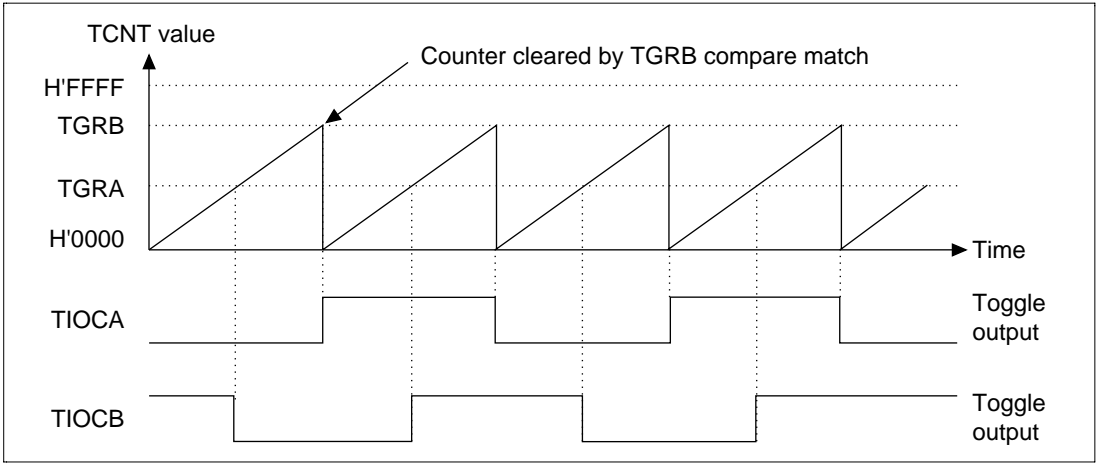 TCNT value
Counter cleared by TGRB compare match
H'FFFF
TGRB
TGRA
H'0000
Time
TIOCA
Toggle
output
TIOCB
Toggle
output